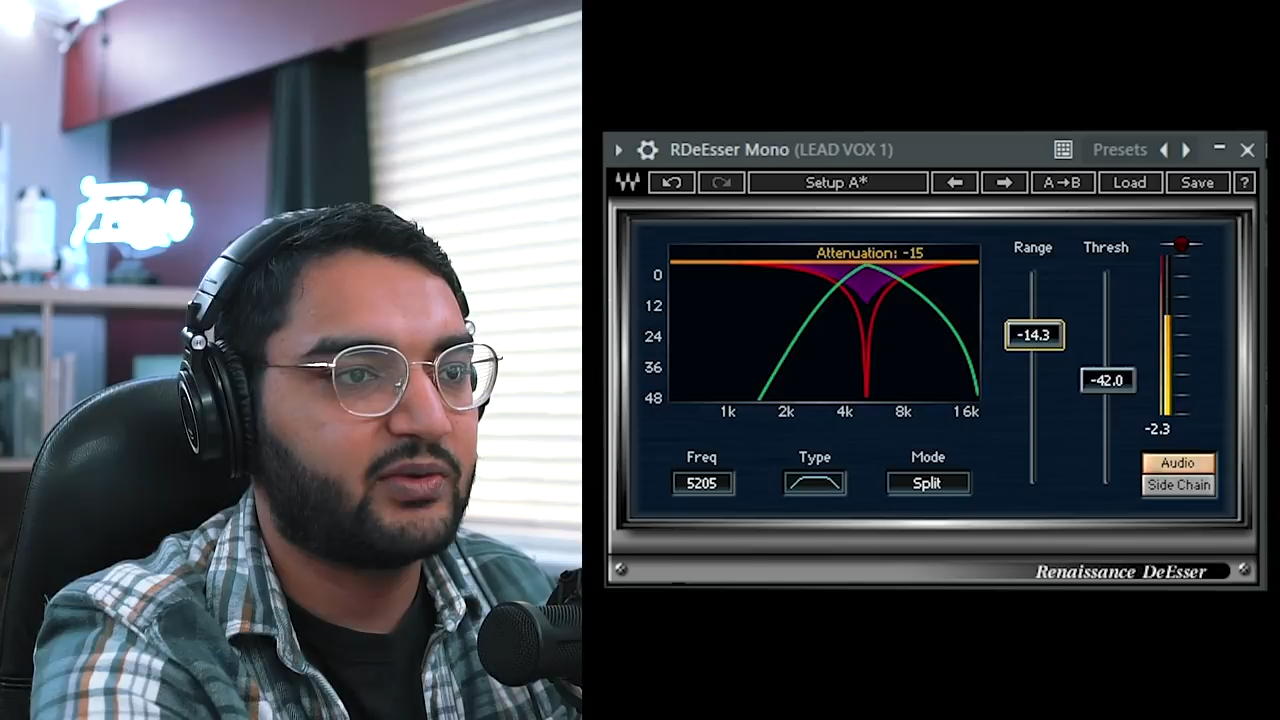 RDeEsser Mono (LEAD VOX 1)
Presets
Setup A*
A→B
Load
Save
?
Attenuation: -15
Range
Thresh
0
12
24
36
48
-14.3
-42.0
1k
2k
4k
8k
16k
-2.3
Freq
Type
Mode
5205
Split
Audio
Side Chain
Renaissance DeEsser